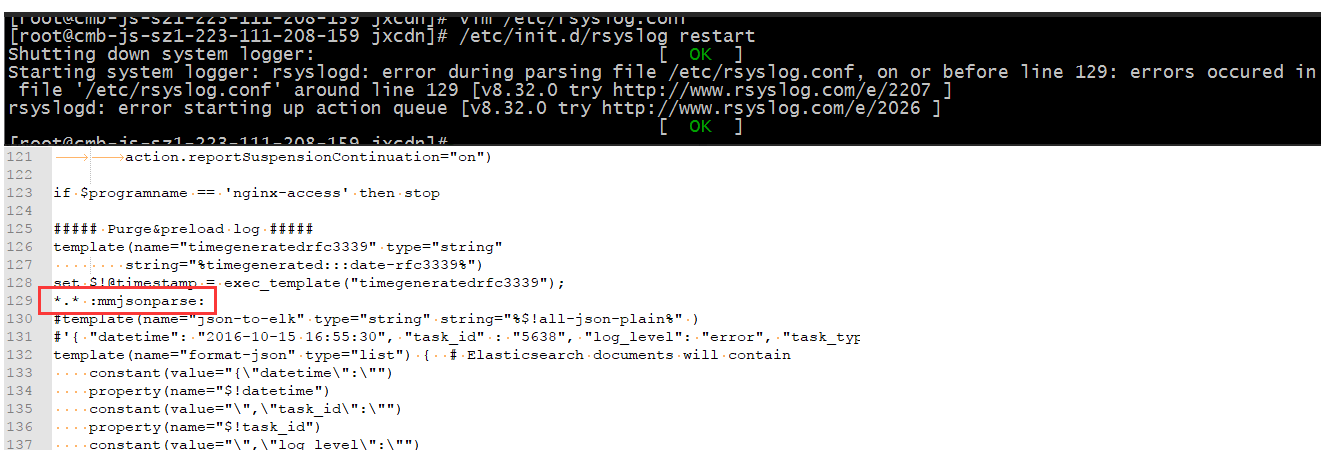 [root@cmb-js-sz1-223-111-208-159 jxcdn]# vim /etc/rsyslog.conf
[root@cmb-js-sz1-223-111-208-159 jxcdn]# /etc/init.d/rsyslog restart
Shutting down system logger: [ OK ]
Starting system logger: rsyslogd: error during parsing file /etc/rsyslog.conf, on or before line 129: errors occured in
file '/etc/rsyslog.conf' around line 129 [v8.32.0 try http://www.rsyslog.com/e/2207 ]
rsyslogd: error starting up action queue [v8.32.0 try http://www.rsyslog.com/e/2026 ]
[ OK ]
[root@cmb-js-sz1-223-111-208-159 jxcdn]#
121 action.reportSuspensionContinuation="on")
122
123 if $programname == 'nginx-access' then stop
124
125 ##### Purge&preload log #####
126 template(name="timegeneratedrfc3339" type="string"
127 string="%timegenerated:::date-rfc3339%")
128 set $!@timestamp = exec_template("timegeneratedrfc3339");
129 *.* :mmjsonparse:
130 #template(name="json-to-elk" type="string" string="%$!all-json-plain%" )
131 #'{ "datetime": "2016-10-15 16:55:30", "task_id" : "5638", "log_level": "error", "task_typ
132 template(name="format-json" type="list") { # Elasticsearch documents will contain
133 constant(value="{\"datetime\":\"")
134 property(name="$!datetime")
135 constant(value="\",\"task_id\":\"")
136 property(name="$!task_id")
137 constant(value="\",\"log_level\":\"")